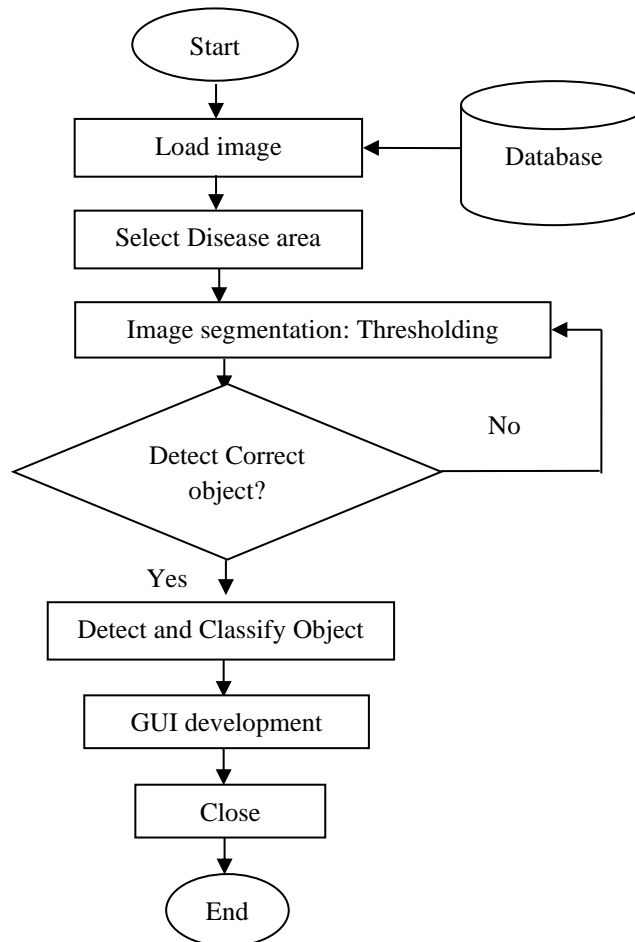 Start
Load image
Database
Select Disease area
Image segmentation: Thresholding
No
Detect Correct
object?
Yes
Detect and Classify Object
GUI development
Close
End